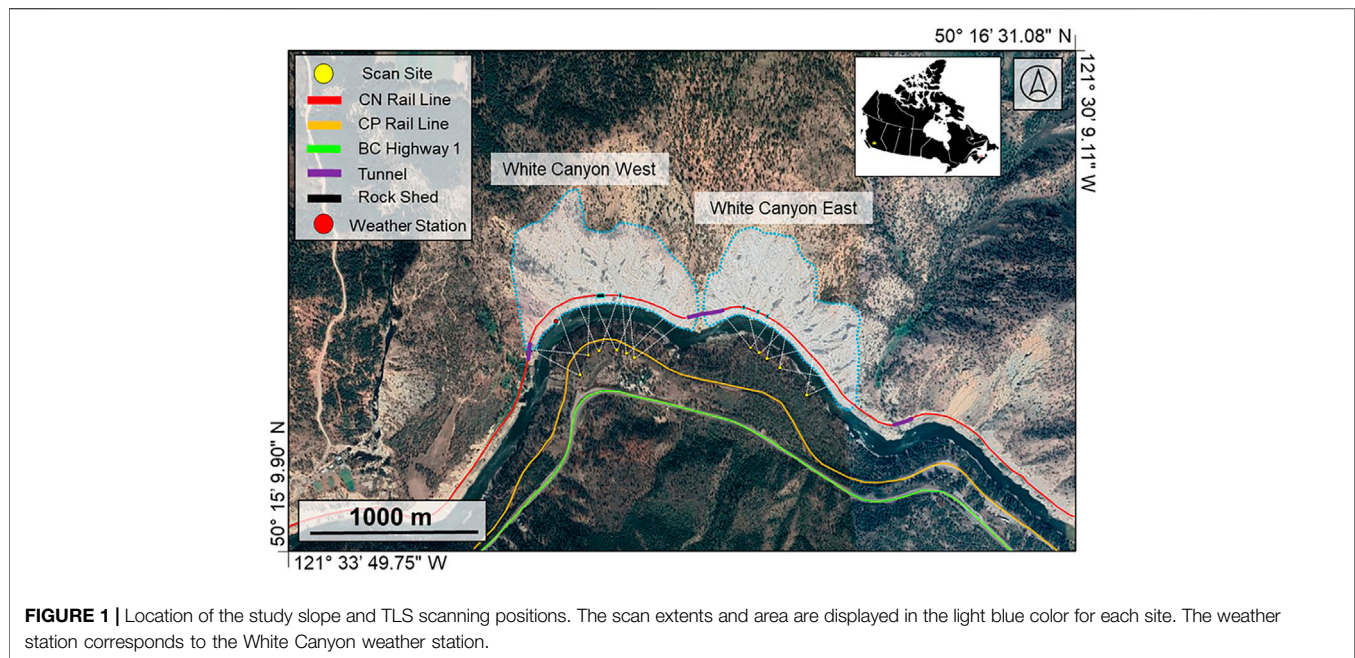 50° 16’ 31.08" N
121° 30’ 9.11" W
Scan Site
CN Rail Line
CP Rail Line
BC Highway 1
Tunnel
Rock Shed
Weather Station
White Canyon West
White Canyon East
50° 15’ 9.90" N
1000 m
121° 33’ 49.75" W
FIGURE 1 | Location of the study slope and TLS scanning positions. The scan extents and area are displayed in the light blue color for each site. The weather
station corresponds to the White Canyon weather station.